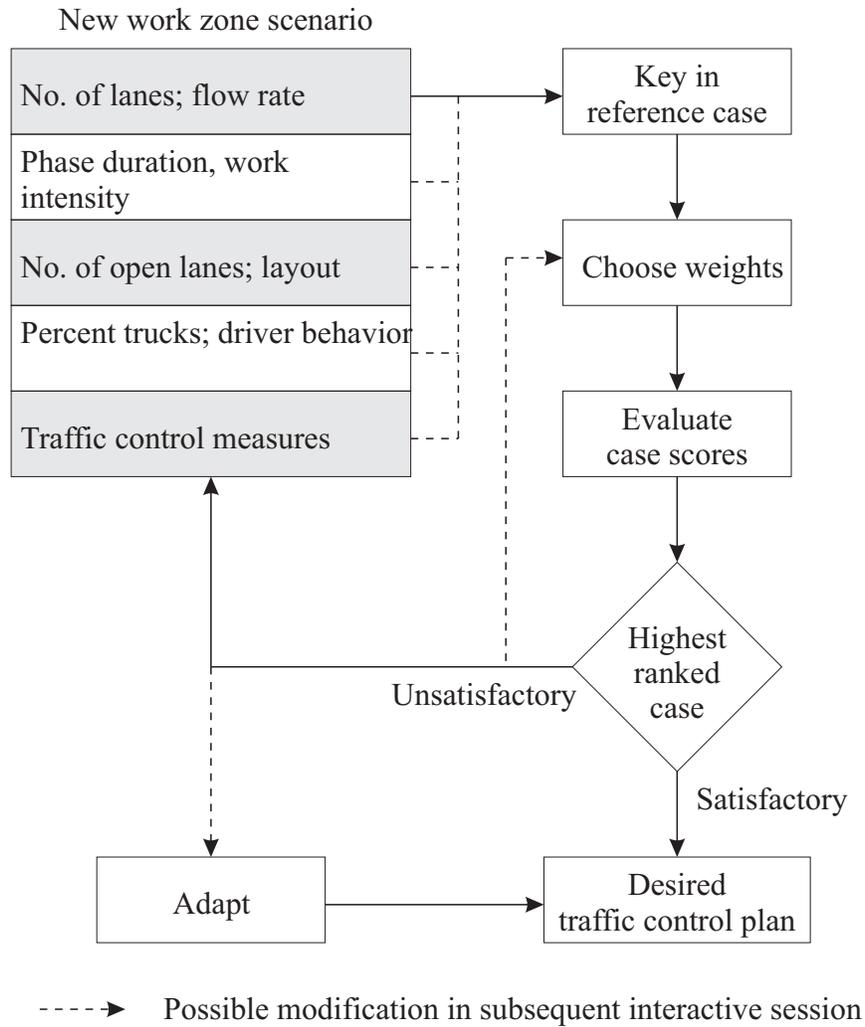 New work zone scenario
No. of lanes; flow rate
Phase duration, work
intensity
No. of open lanes; layout
Percent trucks; driver behavior
Traffic control measures
Key in
reference case
Choose weights
Evaluate
case scores
Highest
ranked
case
Unsatisfactory
Satisfactory
Adapt
Desired
traffic control plan
Possible modification in subsequent interactive session